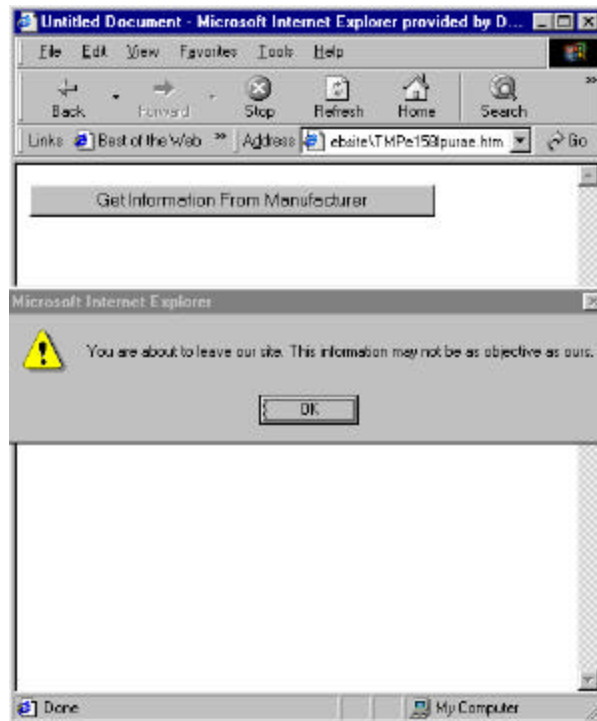 Untitled Document - Microsoft Internet Explorer provided by D...
File Edit View Favorites Tools Help
Back Forward Stop Refresh Home Search »
Links Best of the Web » Address ebsite\TMPe158lpurae.htm Go
Get Information From Manufacturer
Microsoft Internet Explorer
You are about to leave our site. This information may not be as objective as ours.
OK
Done My Computer